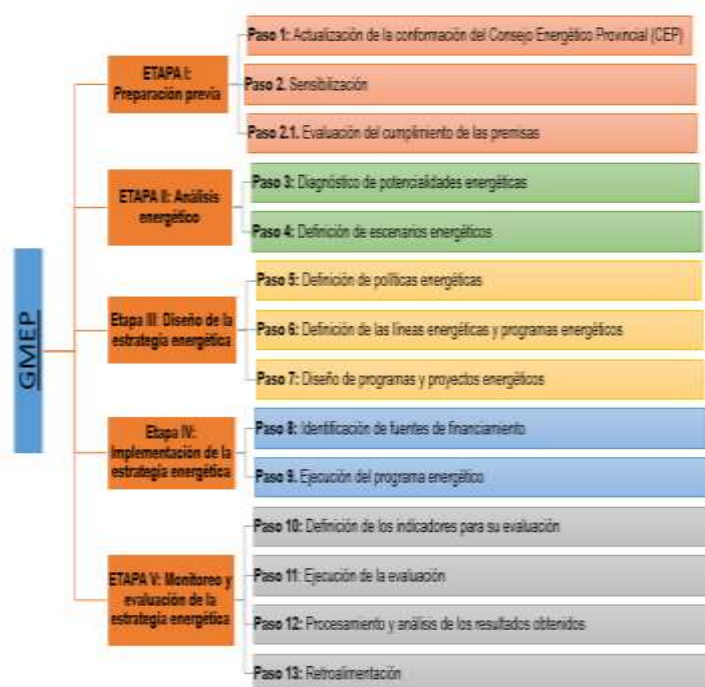 GMEP
ETAPA I:
Preparación previa
Paso 1: Actualización de la conformación del Consejo Energético Provincial (CEP)
Paso 2. Sensibilización
Paso 2.1. Evaluación del cumplimiento de las premisas
ETAPA II: Análisis
energético
Paso 3: Diagnóstico de potencialidades energéticas
Paso 4: Definición de escenarios energéticos
Etapa III: Diseño de la
estrategia energética
Paso 5: Definición de políticas energéticas
Paso 6: Definición de las líneas energéticas y programas energéticos
Paso 7: Diseño de programas y proyectos energéticos
Etapa IV:
Implementación de la
estrategia energética
Paso 8: Identificación de fuentes de financiamiento
Paso 9. Ejecución del programa energético
ETAPA V: Monitoreo y
evaluación de la
estrategia energética
Paso 10: Definición de los indicadores para su evaluación
Paso 11: Ejecución de la evaluación
Paso 12: Procesamiento y análisis de los resultados obtenidos
Paso 13: Retroalimentación